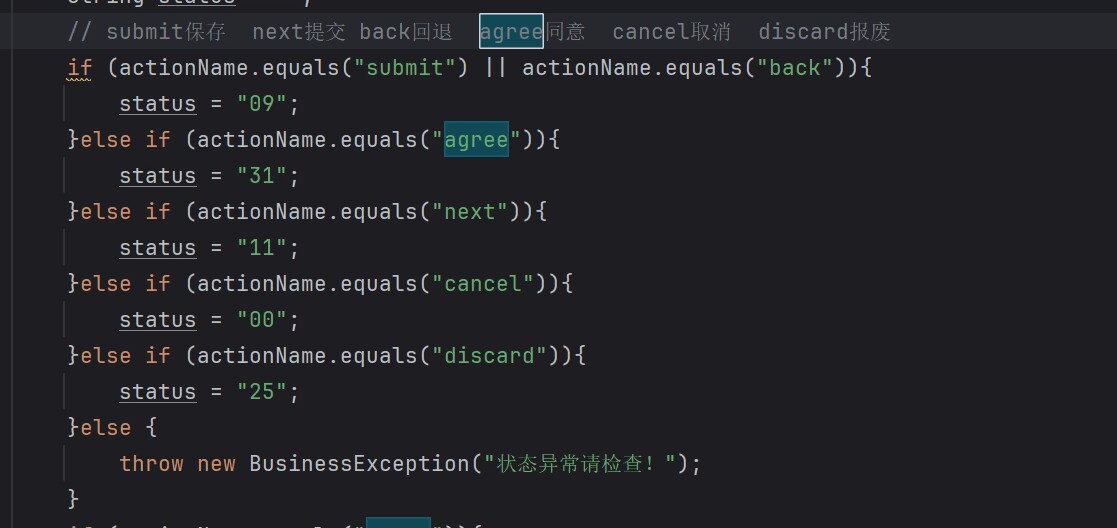 // submit保存 next提交 back回退 agree同意 cancel取消 discard报废
if (actionName.equals("submit") || actionName.equals("back")){
status = "09";
}else if (actionName.equals("agree")){
status = "31";
}else if (actionName.equals("next")){
status = "11";
}else if (actionName.equals("cancel")){
status = "00";
}else if (actionName.equals("discard")){
status = "25";
}else {
throw new BusinessException("状态异常请检查！");
}